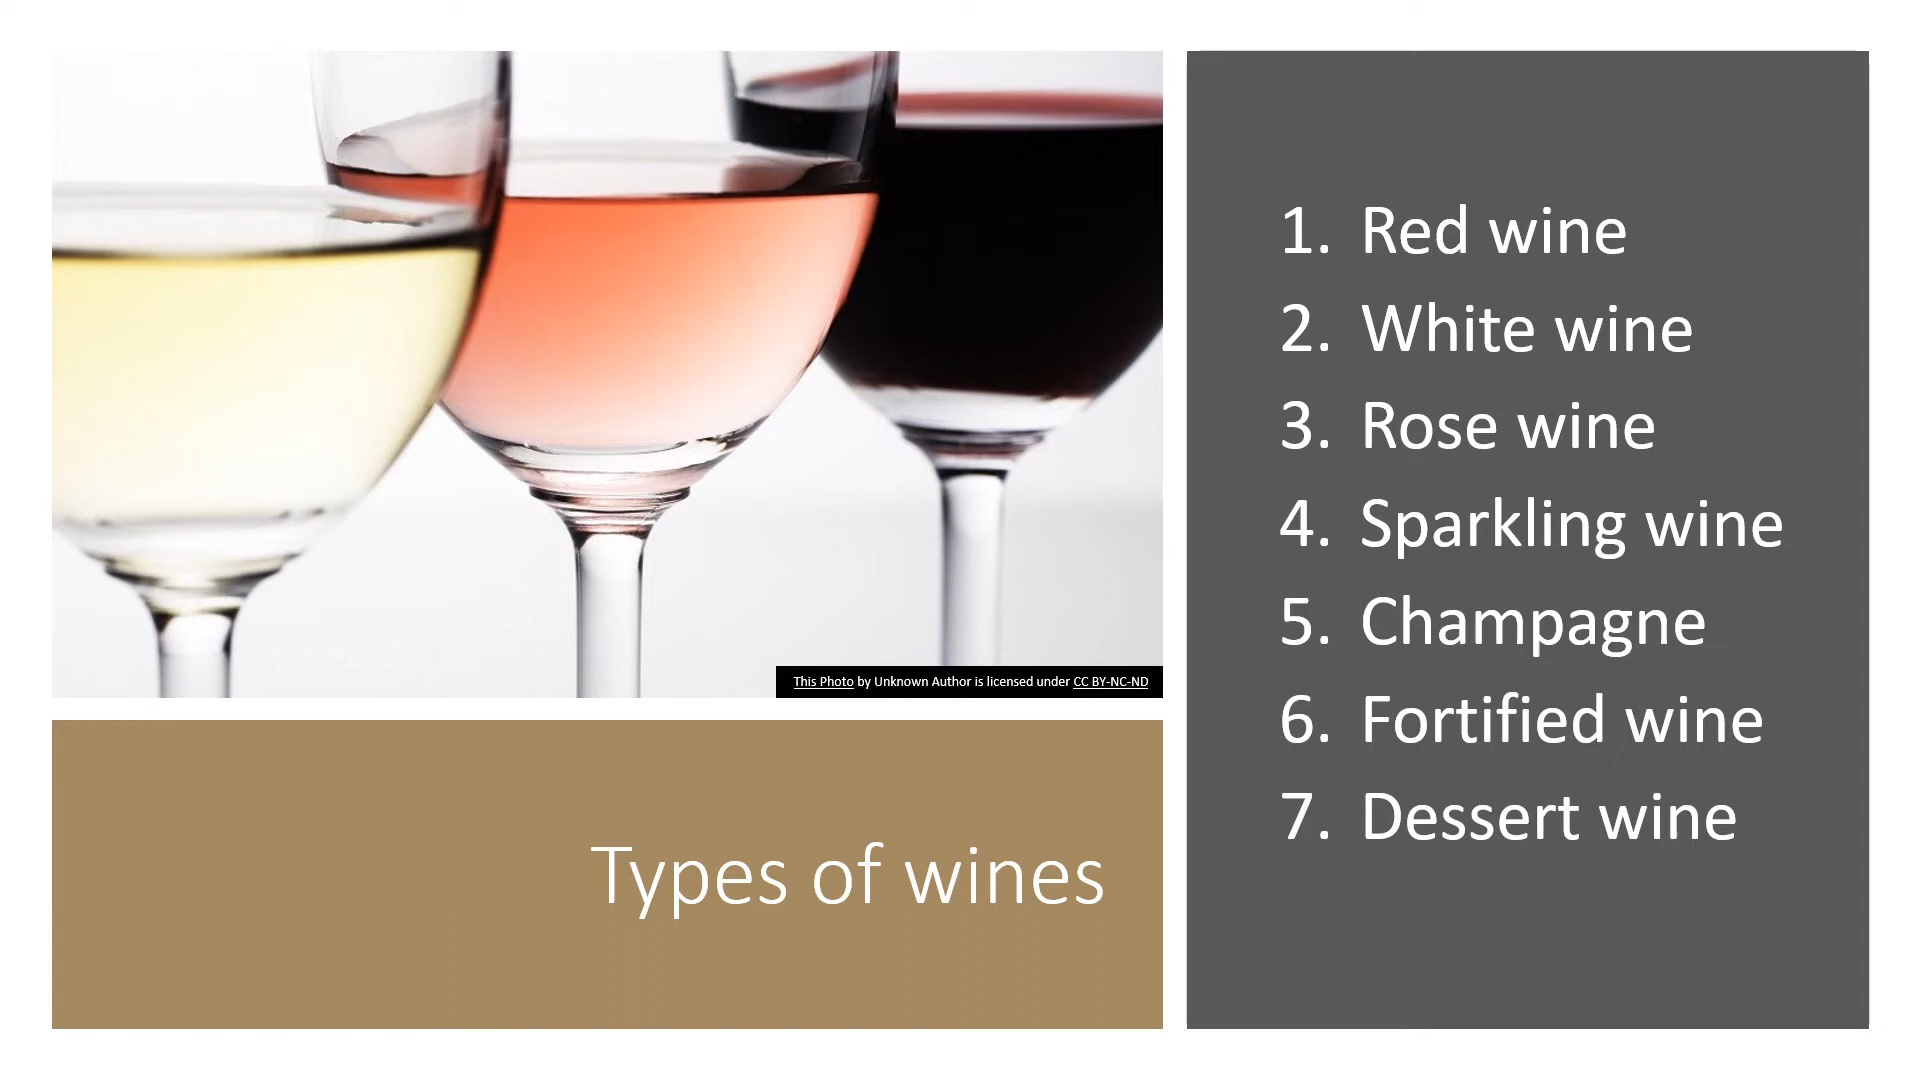 This Photo by Unknown Author is licensed under CC BY-NC-ND
Types of wines
1. Red wine
2. White wine
3. Rose wine
4. Sparkling wine
5. Champagne
6. Fortified wine
7. Dessert wine